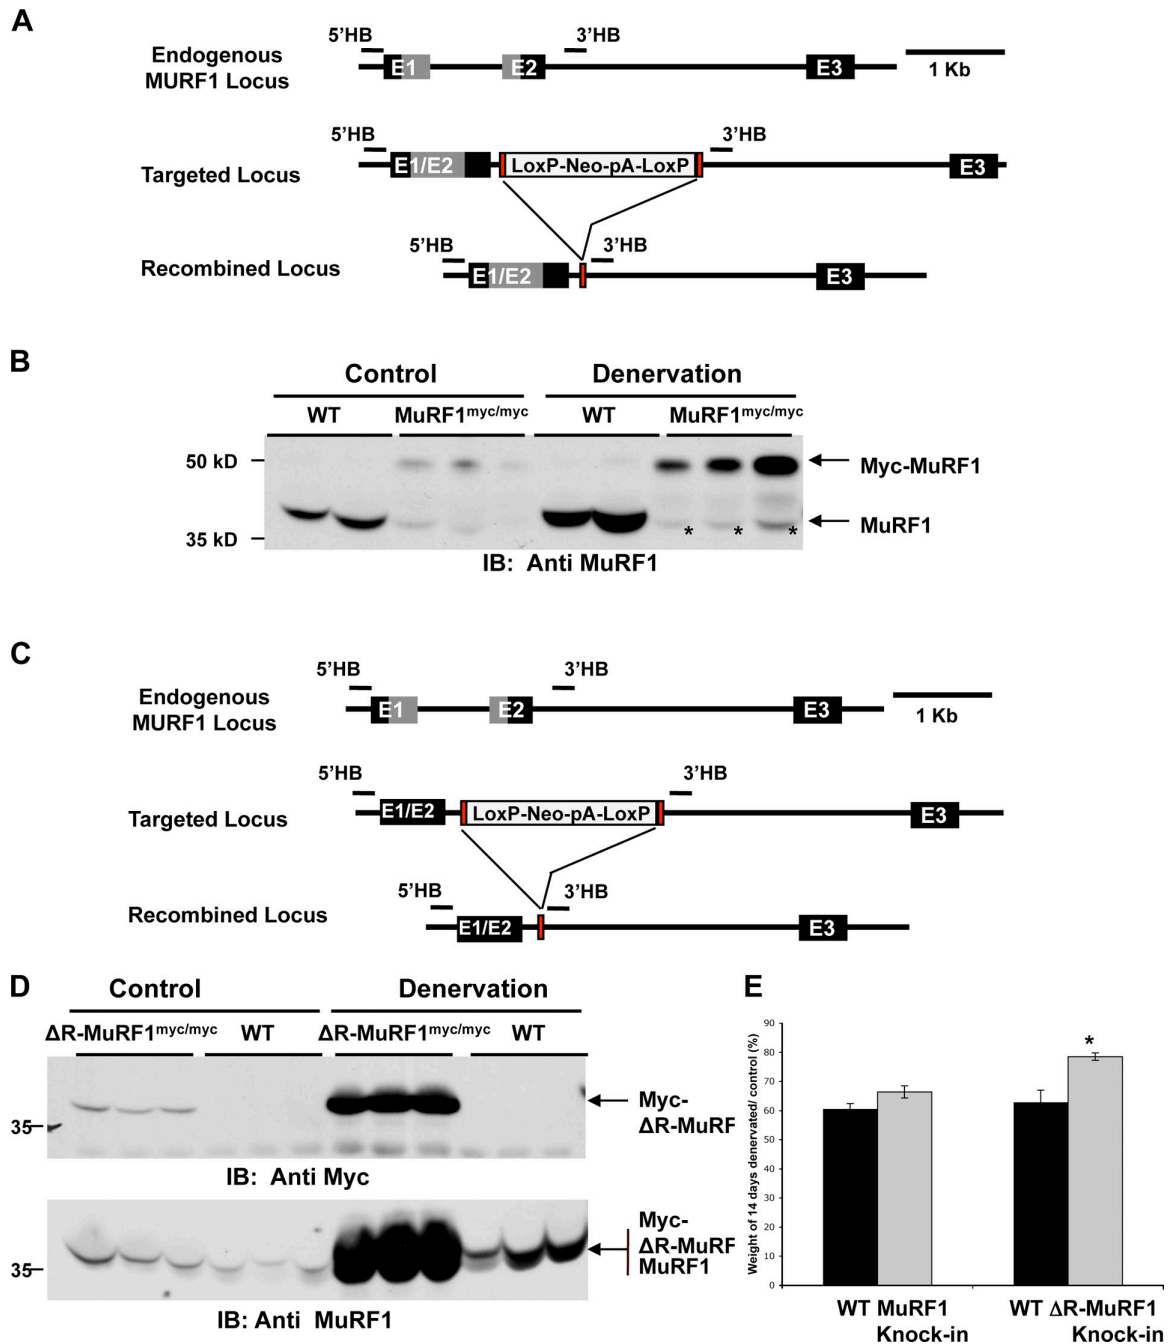 A
5'HB
3'HB
Endogenous
MURF1 Locus
E1
E2
E3
1 Kb
5'HB
3'HB
Targeted Locus
E1/E2
LoxP-Neo-pA-LoxP
E3
5'HB
3'HB
Recombined Locus
E1/E2
E3
B
Control
Denervation
WT
MuRF1myc/myc
WT
MuRF1myc/myc
50 kD
Myc-MuRF1
35 kD
* * *
MuRF1
IB: Anti MuRF1
C
5'HB
3'HB
Endogenous
MURF1 Locus
E1
E2
E3
1 Kb
5'HB
3'HB
Targeted Locus
E1/E2
LoxP-Neo-pA-LoxP
E3
5'HB
3'HB
Recombined Locus
E1/E2
E3
D
Control
Denervation
ΔR-MuRF1myc/myc
WT
ΔR-MuRF1myc/myc
WT
35
Myc-
ΔR-MuRF
IB: Anti Myc
35
Myc-
ΔR-MuRF
MuRF1
IB: Anti MuRF1
E
Weight of 14 days denervated/ control (%)
90
80
70
60
50
40
30
20
10
0
*
WT MuRF1
Knock-in
WT ΔR-MuRF1
Knock-in